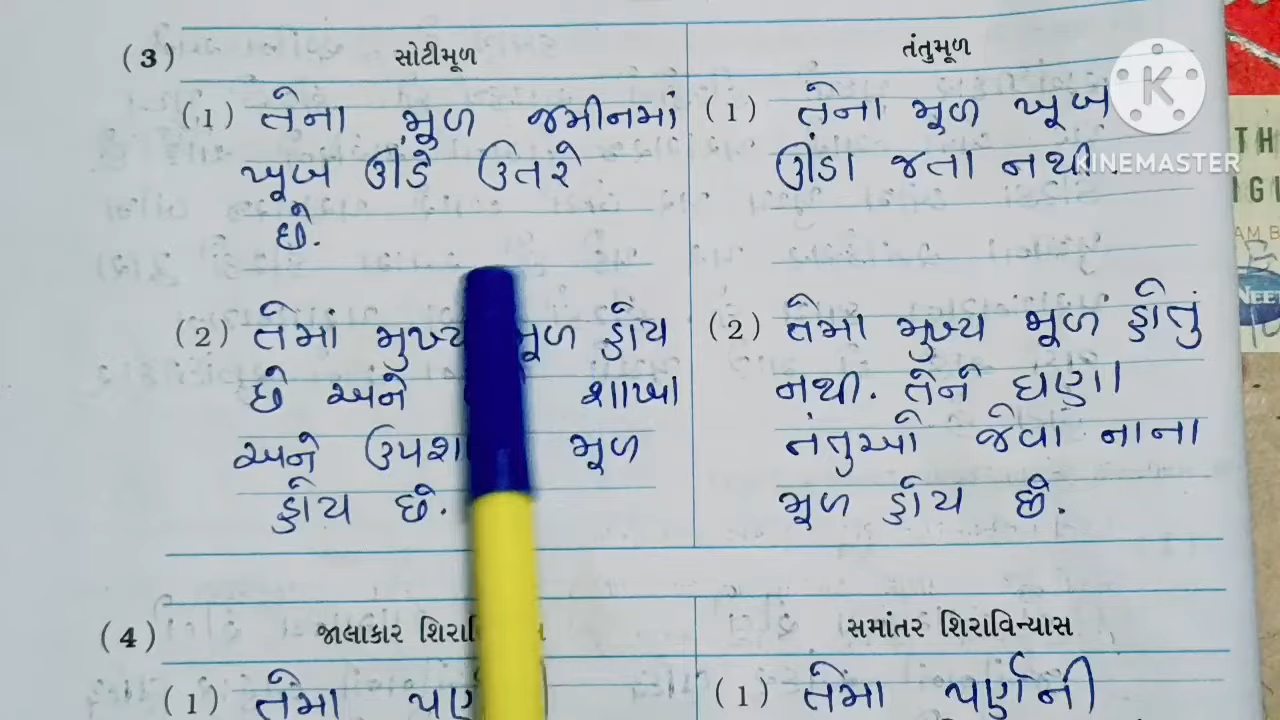 (3) સોટીમૂળ
તંતુમૂળ
(1) તેના મૂળ જમીનમાં
ખૂબ ઊંડે ઉતરે
છે.
(1) તેના મૂળ ખૂબ
ઊંડા જતા નથી.
(2) તેમાં મુખ્ય મૂળ હોય
છે અને શાખા
અને મૂળ
હોય છે.
(2) તેમા મુખ્ય મૂળ હોતું
નથી. તેને ઘણા
તંતુઓ જેવાં નાના
મૂળ હોય છે.
(4) જાલાકાર
સમાંતર શિરાવિન્યાસ
(1) તેમા
(1) તેમા પર્ણની
K
KINEMASTER